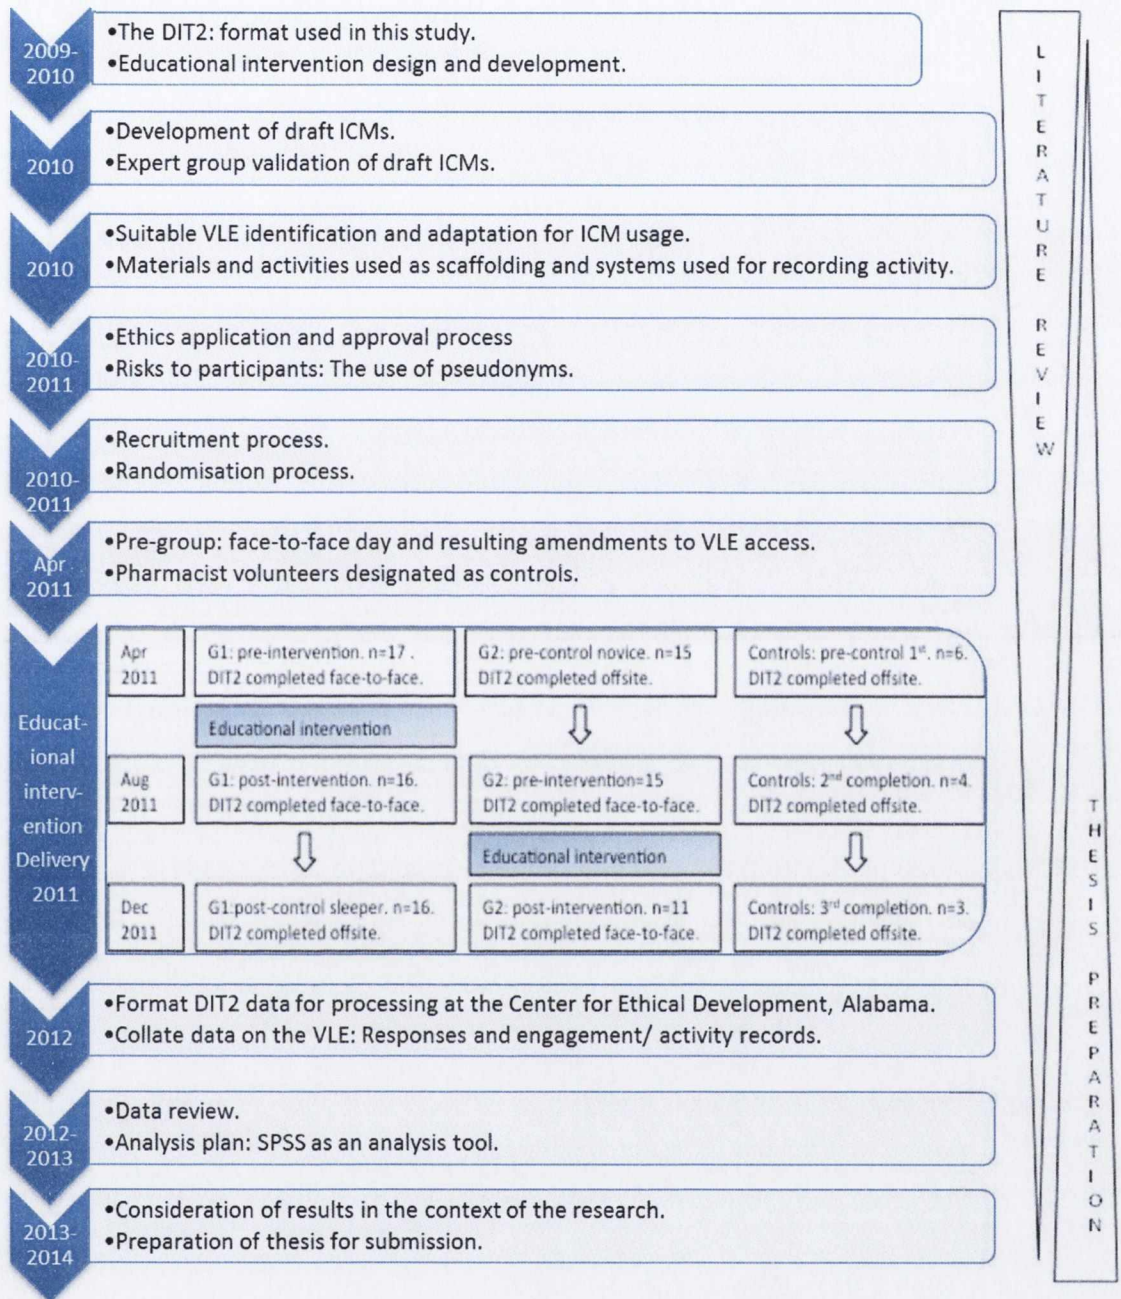 2009-
2010
•The DIT2: format used in this study.
•Educational intervention design and development.
2010
•Development of draft ICMs.
•Expert group validation of draft ICMs.
2010
•Suitable VLE identification and adaptation for ICM usage.
•Materials and activities used as scaffolding and systems used for recording activity.
2010-
2011
•Ethics application and approval process
•Risks to participants: The use of pseudonyms.
2010-
2011
•Recruitment process.
•Randomisation process.
Apr
2011
•Pre-group: face-to-face day and resulting amendments to VLE access.
•Pharmacist volunteers designated as controls.
Educat-
ional
interv-
ention
Delivery
2011
Apr
2011
G1: pre-intervention. n=17 .
DIT2 completed face-to-face.
G2: pre-control novice. n=15
DIT2 completed offsite.
Controls: pre-control 1st. n=6.
DIT2 completed offsite.
Educational intervention
Aug
2011
G1: post-intervention. n=16.
DIT2 completed face-to-face.
G2: pre-intervention=15
DIT2 completed face-to-face.
Controls: 2nd completion. n=4.
DIT2 completed offsite.
Educational intervention
Dec
2011
G1:post-control sleeper. n=16.
DIT2 completed offsite.
G2: post-intervention. n=11
DIT2 completed face-to-face.
Controls: 3rd completion. n=3.
DIT2 completed offsite.
2012
•Format DIT2 data for processing at the Center for Ethical Development, Alabama.
•Collate data on the VLE: Responses and engagement/ activity records.
2012-
2013
•Data review.
•Analysis plan: SPSS as an analysis tool.
2013-
2014
•Consideration of results in the context of the research.
•Preparation of thesis for submission.
LITERATURE REVIEW
THESIS PREPARATION